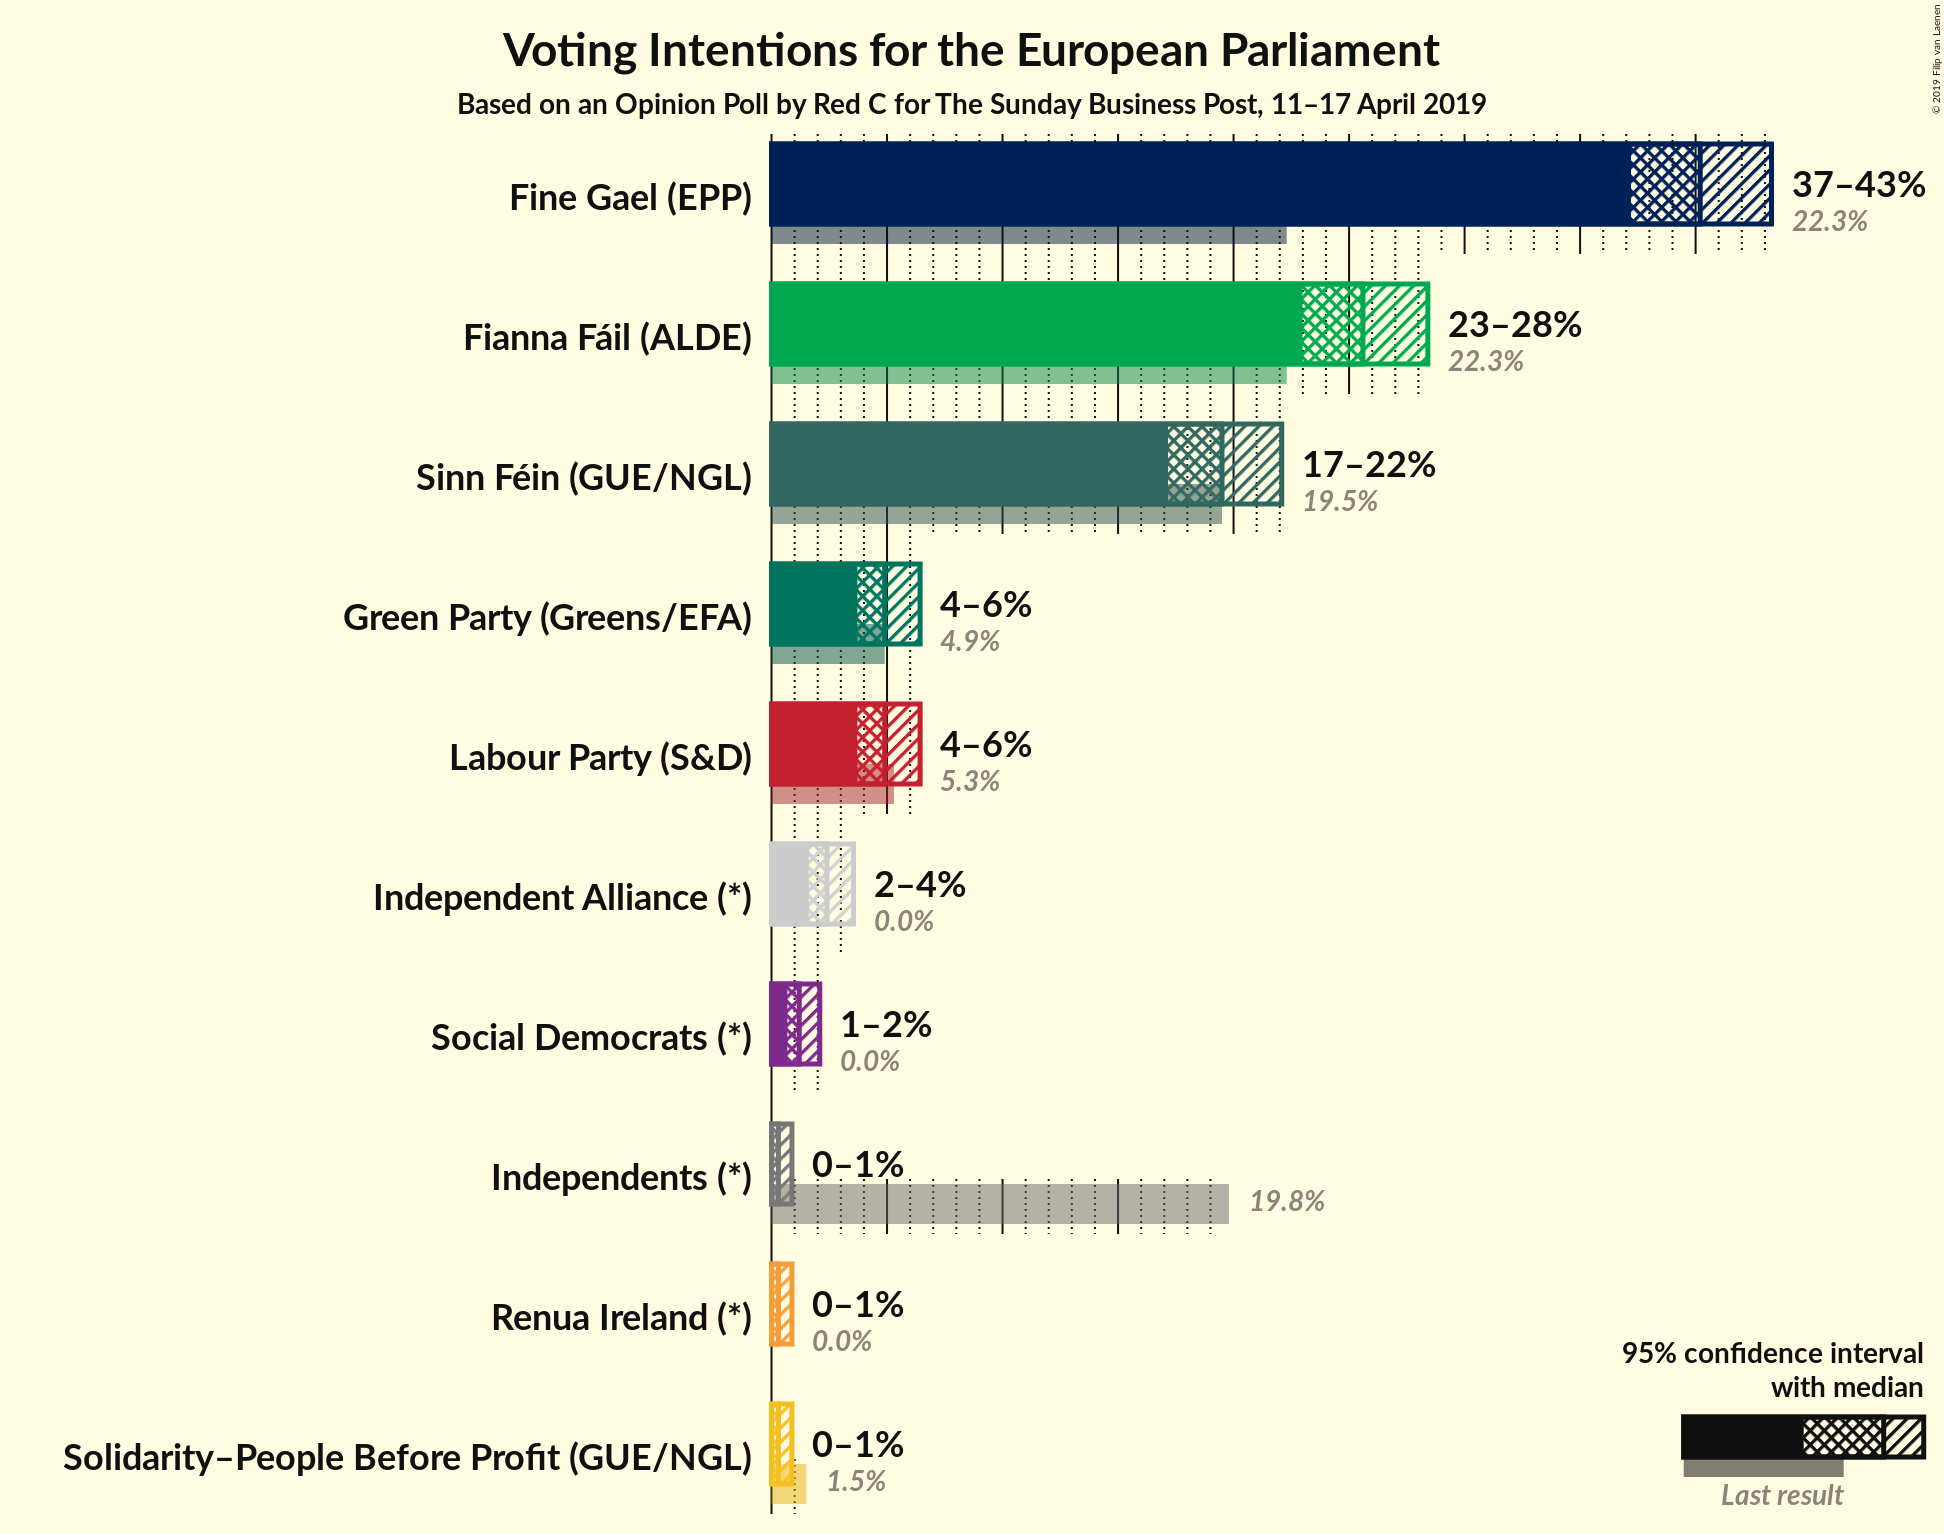 Voting Intentions for the European Parliament
Based on an Opinion Poll by Red C for The Sunday Business Post, 11–17 April 2019
© 2019 Filip van Laenen
Fine Gael (EPP)
37–43%
22.3%
Fianna Fáil (ALDE)
23–28%
22.3%
Sinn Féin (GUE/NGL)
17–22%
19.5%
Green Party (Greens/EFA)
4–6%
4.9%
Labour Party (S&D)
4–6%
5.3%
Independent Alliance (*)
2–4%
0.0%
Social Democrats (*)
1–2%
0.0%
Independents (*)
0–1%
19.8%
Renua Ireland (*)
0–1%
0.0%
Solidarity–People Before Profit (GUE/NGL)
0–1%
1.5%
95% confidence interval
with median
Last result